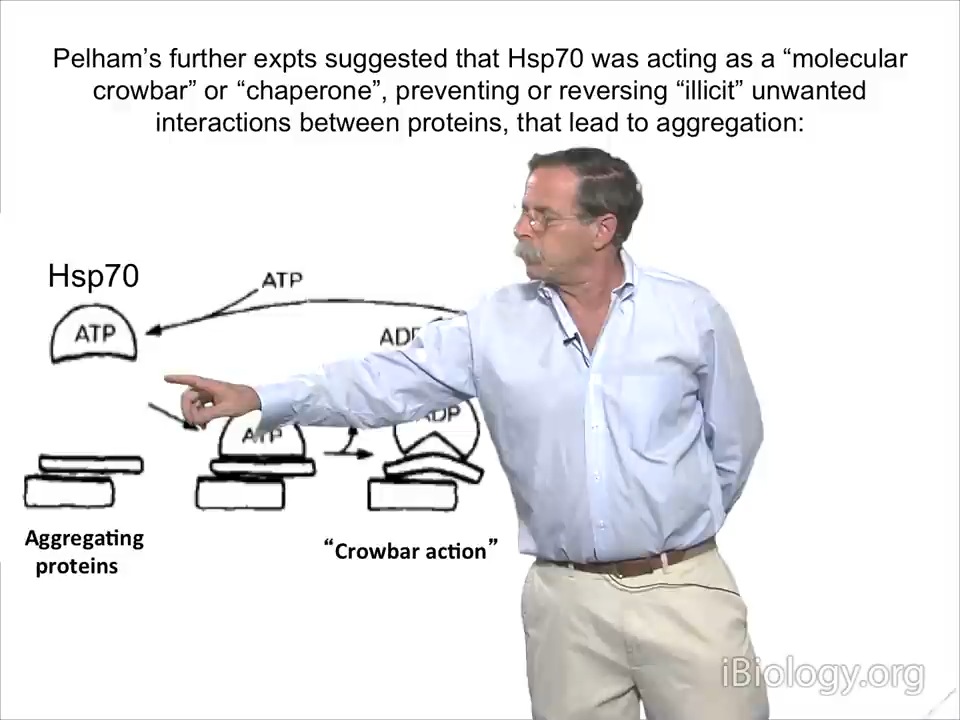 Pelham’s further expts suggested that Hsp70 was acting as a “molecular
crowbar” or “chaperone”, preventing or reversing “illicit” unwanted
interactions between proteins, that lead to aggregation:
Hsp70
ATP
ATP
ATP
Aggregating
proteins
“Crowbar action”
iBiology.org